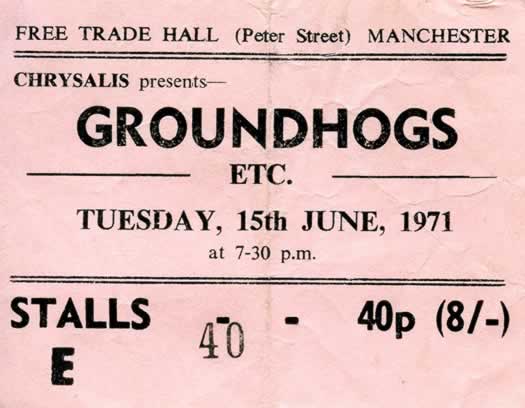 FREE TRADE HALL (Peter Street) MANCHESTER
CHRYSALIS presents—
GROUNDHOGS
ETC.
TUESDAY, 15th JUNE, 1971
at 7-30 p.m.
STALLS - - 40p (8/-)
E 40